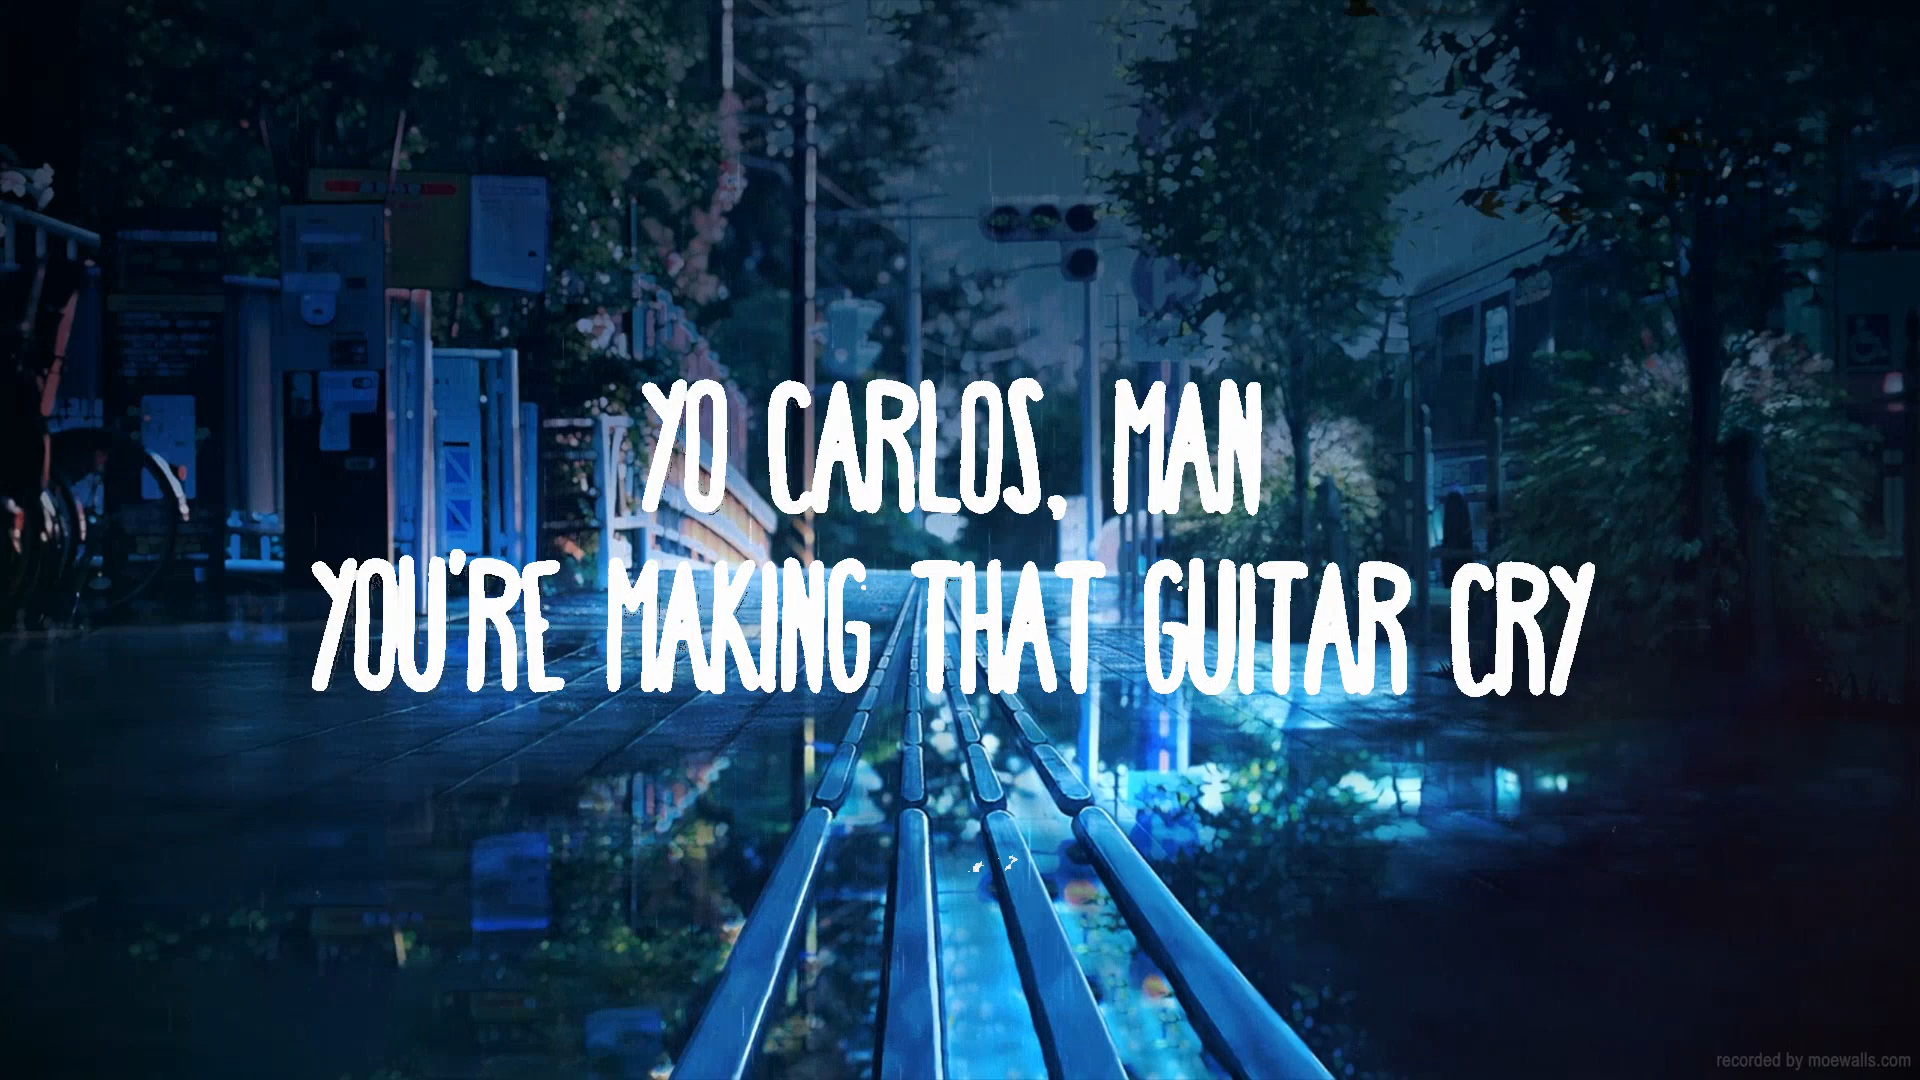 YO CARLOS, MAN
YOU'RE MAKING THAT GUITAR CRY
recorded by moewalls.com